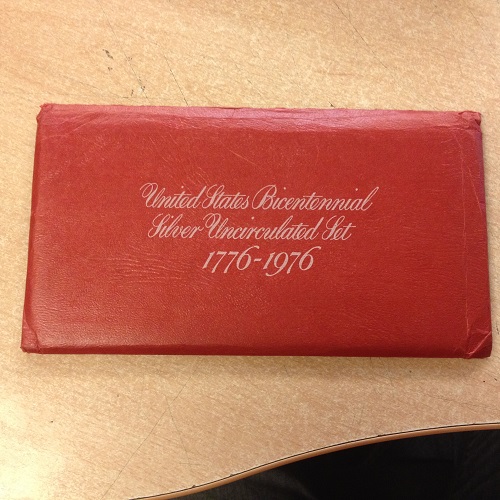 United States Bicentennial
Silver Uncirculated Set
1776-1976